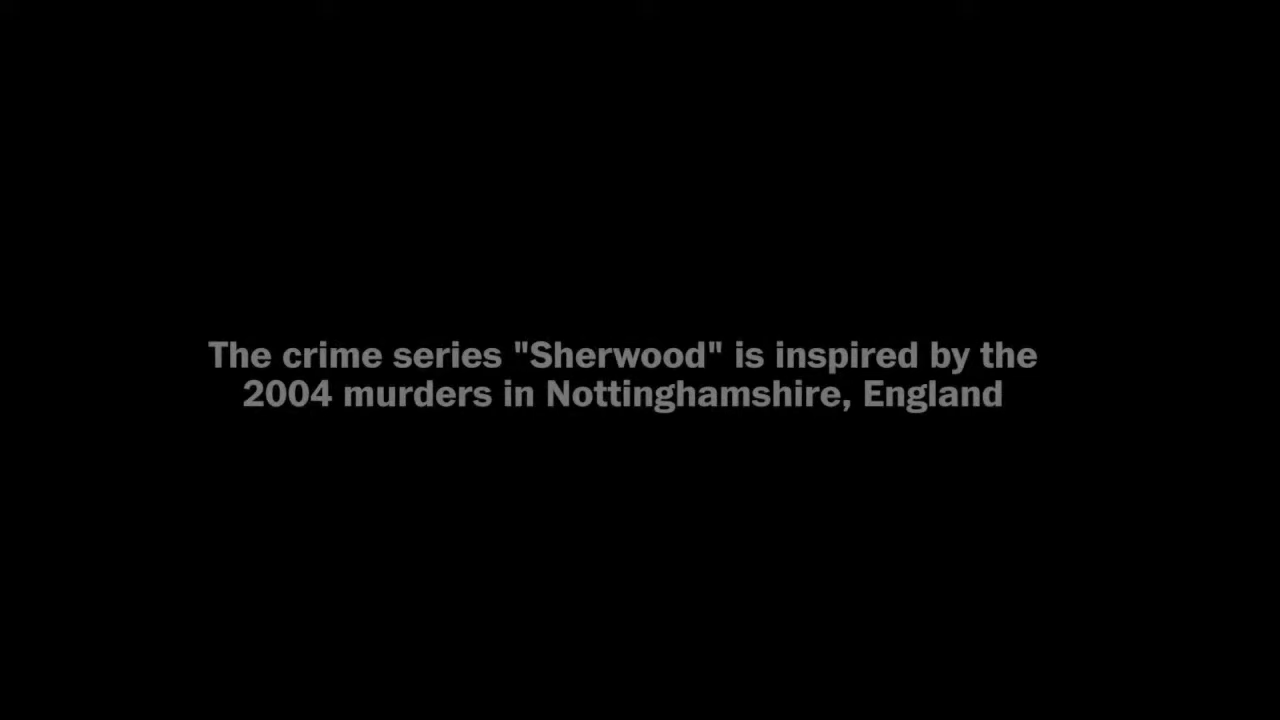 The crime series "Sherwood" is inspired by the
2004 murders in Nottinghamshire, England